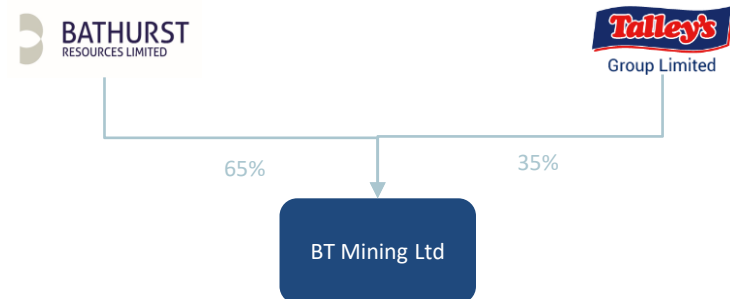 BATHURST
RESOURCES LIMITED
Talley's
Group Limited
65%
35%
BT Mining Ltd